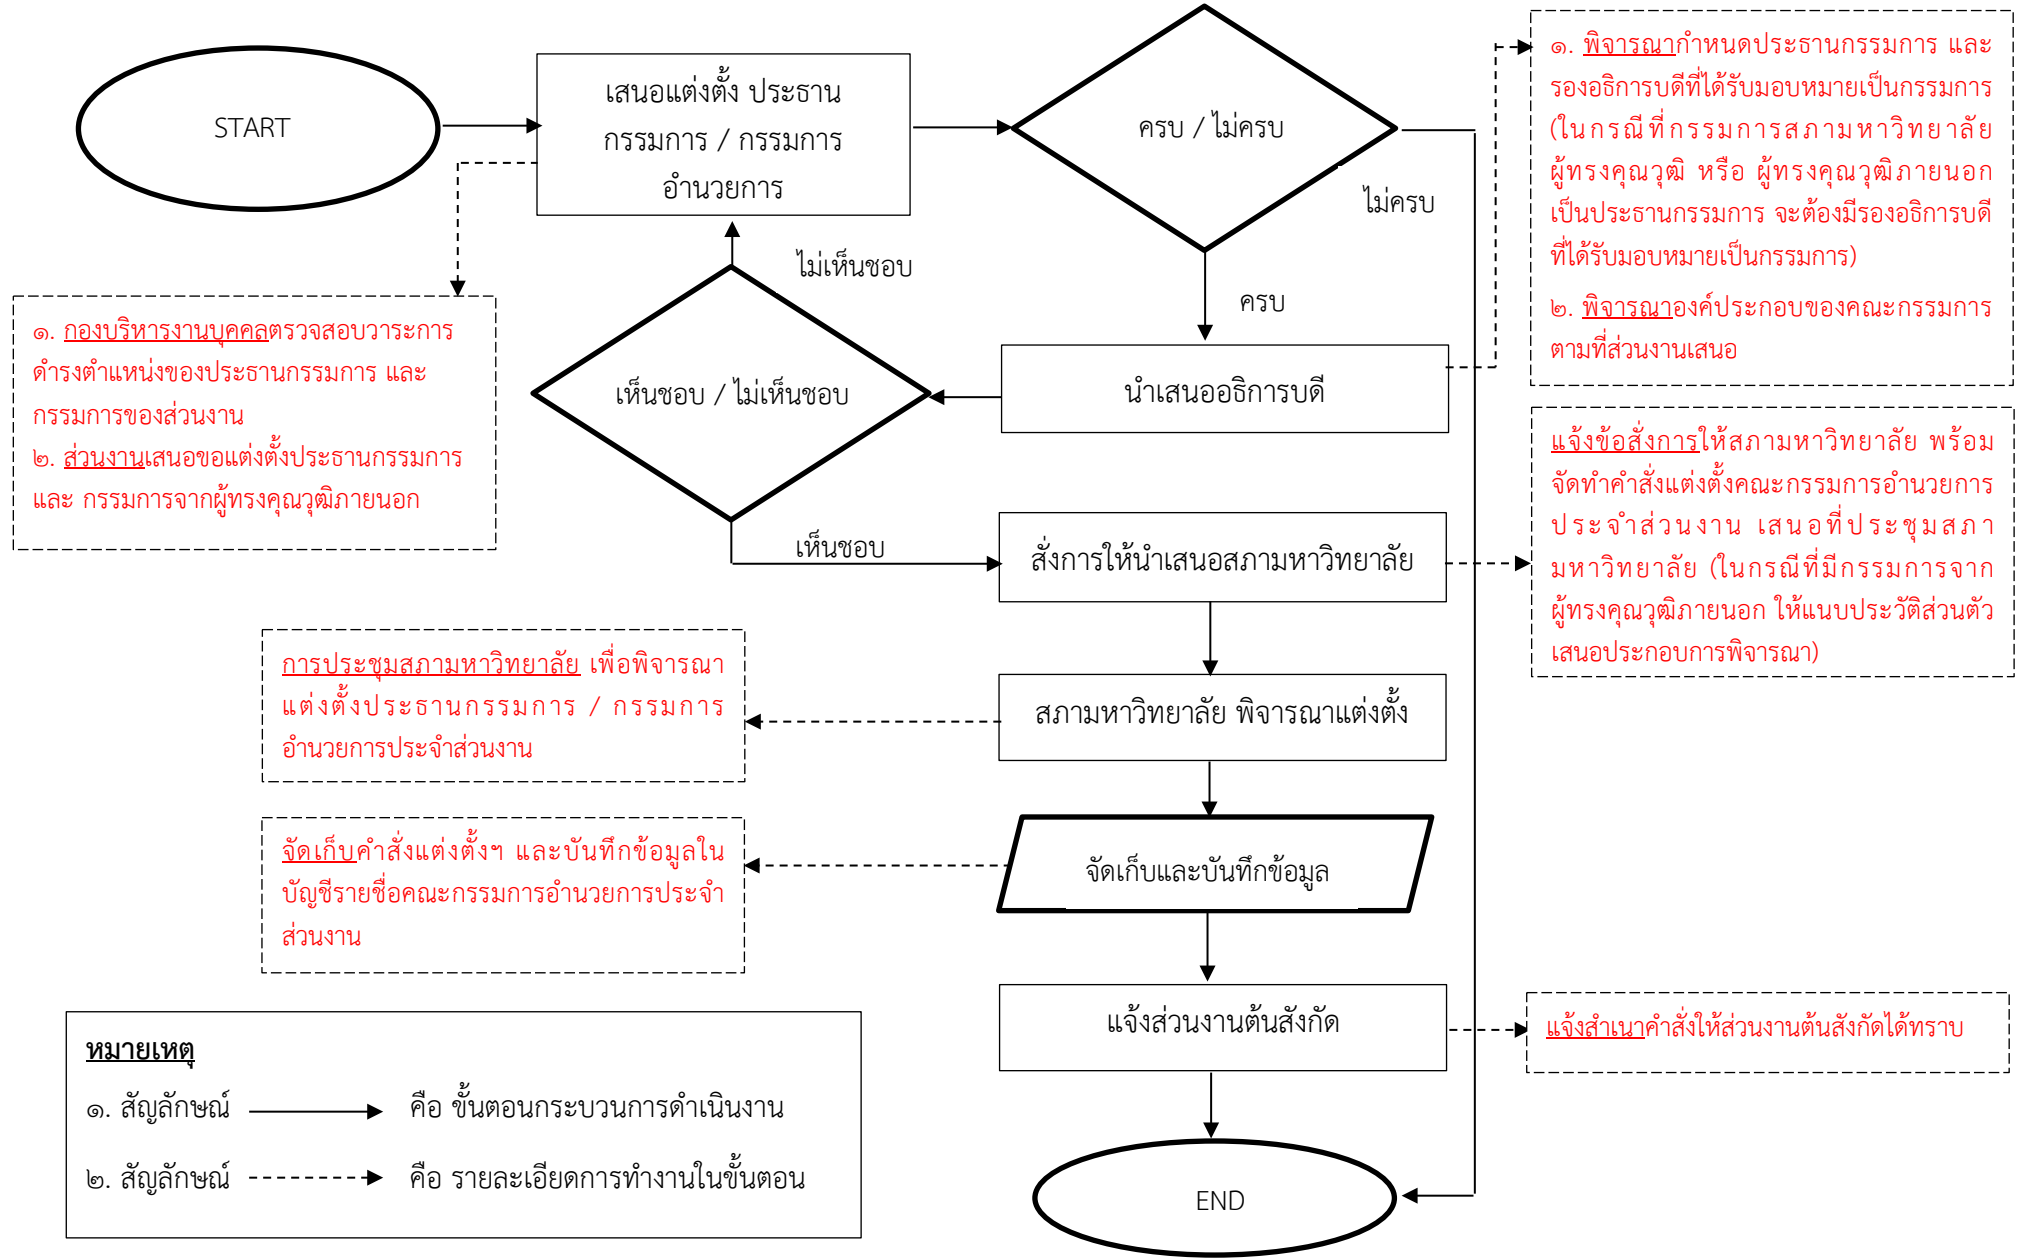 START
เสนอแต่งตั้ง ประธาน
กรรมการ / กรรมการ
อำนวยการ
ครบ / ไม่ครบ
ไม่ครบ
ครบ
๑. พิจารณากำหนดประธานกรรมการ และ
รองอธิการบดีที่ได้รับมอบหมายเป็นกรรมการ
(ในกรณีที่กรรมการสภามหาวิทยาลัย
ผู้ทรงคุณวุฒิ หรือ ผู้ทรงคุณวุฒิภายนอก
เป็นประธานกรรมการ จะต้องมีรองอธิการบดี
ที่ได้รับมอบหมายเป็นกรรมการ)
๒. พิจารณาองค์ประกอบของคณะกรรมการ
ตามที่ส่วนงานเสนอ
ไม่เห็นชอบ
๑. กองบริหารงานบุคคลตรวจสอบวาระการ
ดำรงตำแหน่งของประธานกรรมการ และ
กรรมการของส่วนงาน
๒. ส่วนงานเสนอขอแต่งตั้งประธานกรรมการ
และ กรรมการจากผู้ทรงคุณวุฒิภายนอก
เห็นชอบ / ไม่เห็นชอบ
นำเสนออธิการบดี
เห็นชอบ
สั่งการให้นำเสนอสภามหาวิทยาลัย
แจ้งข้อสั่งการให้สภามหาวิทยาลัย พร้อม
จัดทำคำสั่งแต่งตั้งคณะกรรมการอำนวยการ
ประจำส่วนงาน เสนอที่ประชุมสภา
มหาวิทยาลัย (ในกรณีที่มีกรรมการจาก
ผู้ทรงคุณวุฒิภายนอก ให้แนบประวัติส่วนตัว
เสนอประกอบการพิจารณา)
การประชุมสภามหาวิทยาลัย เพื่อพิจารณา
แต่งตั้งประธานกรรมการ / กรรมการ
อำนวยการประจำส่วนงาน
สภามหาวิทยาลัย พิจารณาแต่งตั้ง
จัดเก็บคำสั่งแต่งตั้งฯ และบันทึกข้อมูลใน
บัญชีรายชื่อคณะกรรมการอำนวยการประจำ
ส่วนงาน
จัดเก็บและบันทึกข้อมูล
แจ้งส่วนงานต้นสังกัด
แจ้งสำเนาคำสั่งให้ส่วนงานต้นสังกัดได้ทราบ
หมายเหตุ
๑. สัญลักษณ์ คือ ขั้นตอนกระบวนการดำเนินงาน
๒. สัญลักษณ์ คือ รายละเอียดการทำงานในขั้นตอน
END